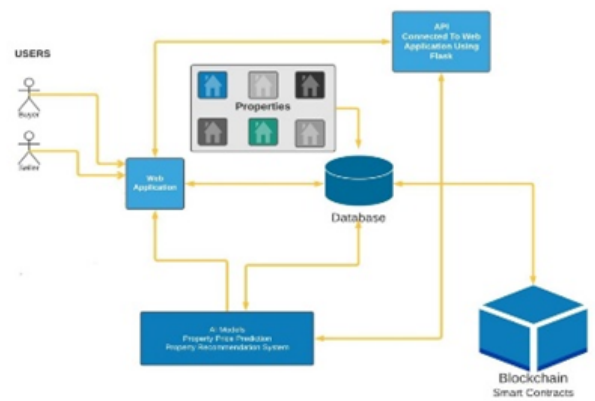 USERS
Buyer
Seller
API
Connected To Web
Application Using
Flask
Properties
Web
Application
Database
AI Models
Property Price Prediction
Property Recommendation System
Blockchain
Smart Contracts